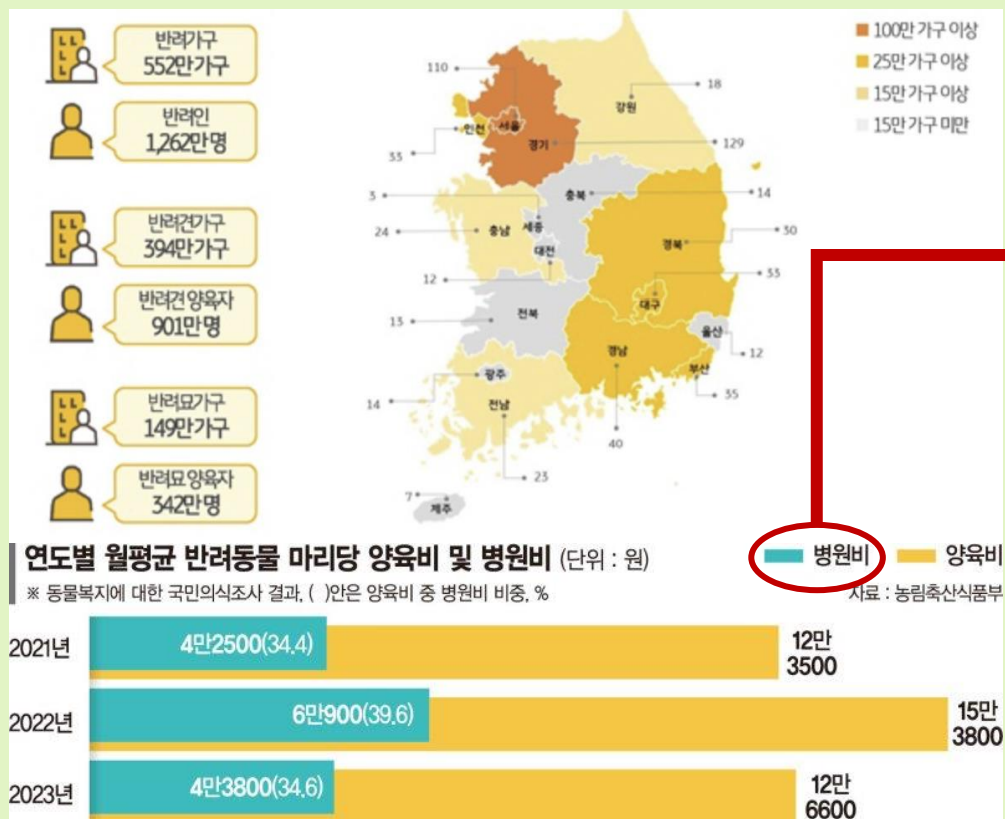 반려가구
552만가구
반려인
1,262만 명
반려견가구
394만가구
반려견 양육자
901만 명
반려묘가구
149만가구
반려묘 양육자
342만 명
100만 가구 이상
25만 가구 이상
15만 가구 이상
15만 가구 미만
110
18
강원
인천
서울
경기
33
129
3
충북
14
24
충남
세종
대전
경북
30
12
대구
33
전북
13
울산
12
경남
부산
35
광주
14
전남
40
23
7
제주
연도별 월평균 반려동물 마리당 양육비 및 병원비 (단위 : 원)
병원비
양육비
※ 동물복지에 대한 국민의식조사 결과, ( )안은 양육비 중 병원비 비중, %
자료 : 농림축산식품부
2021년
4만2500(34.4)
12만
3500
2022년
6만900(39.6)
15만
3800
2023년
4만3800(34.6)
12만
6600